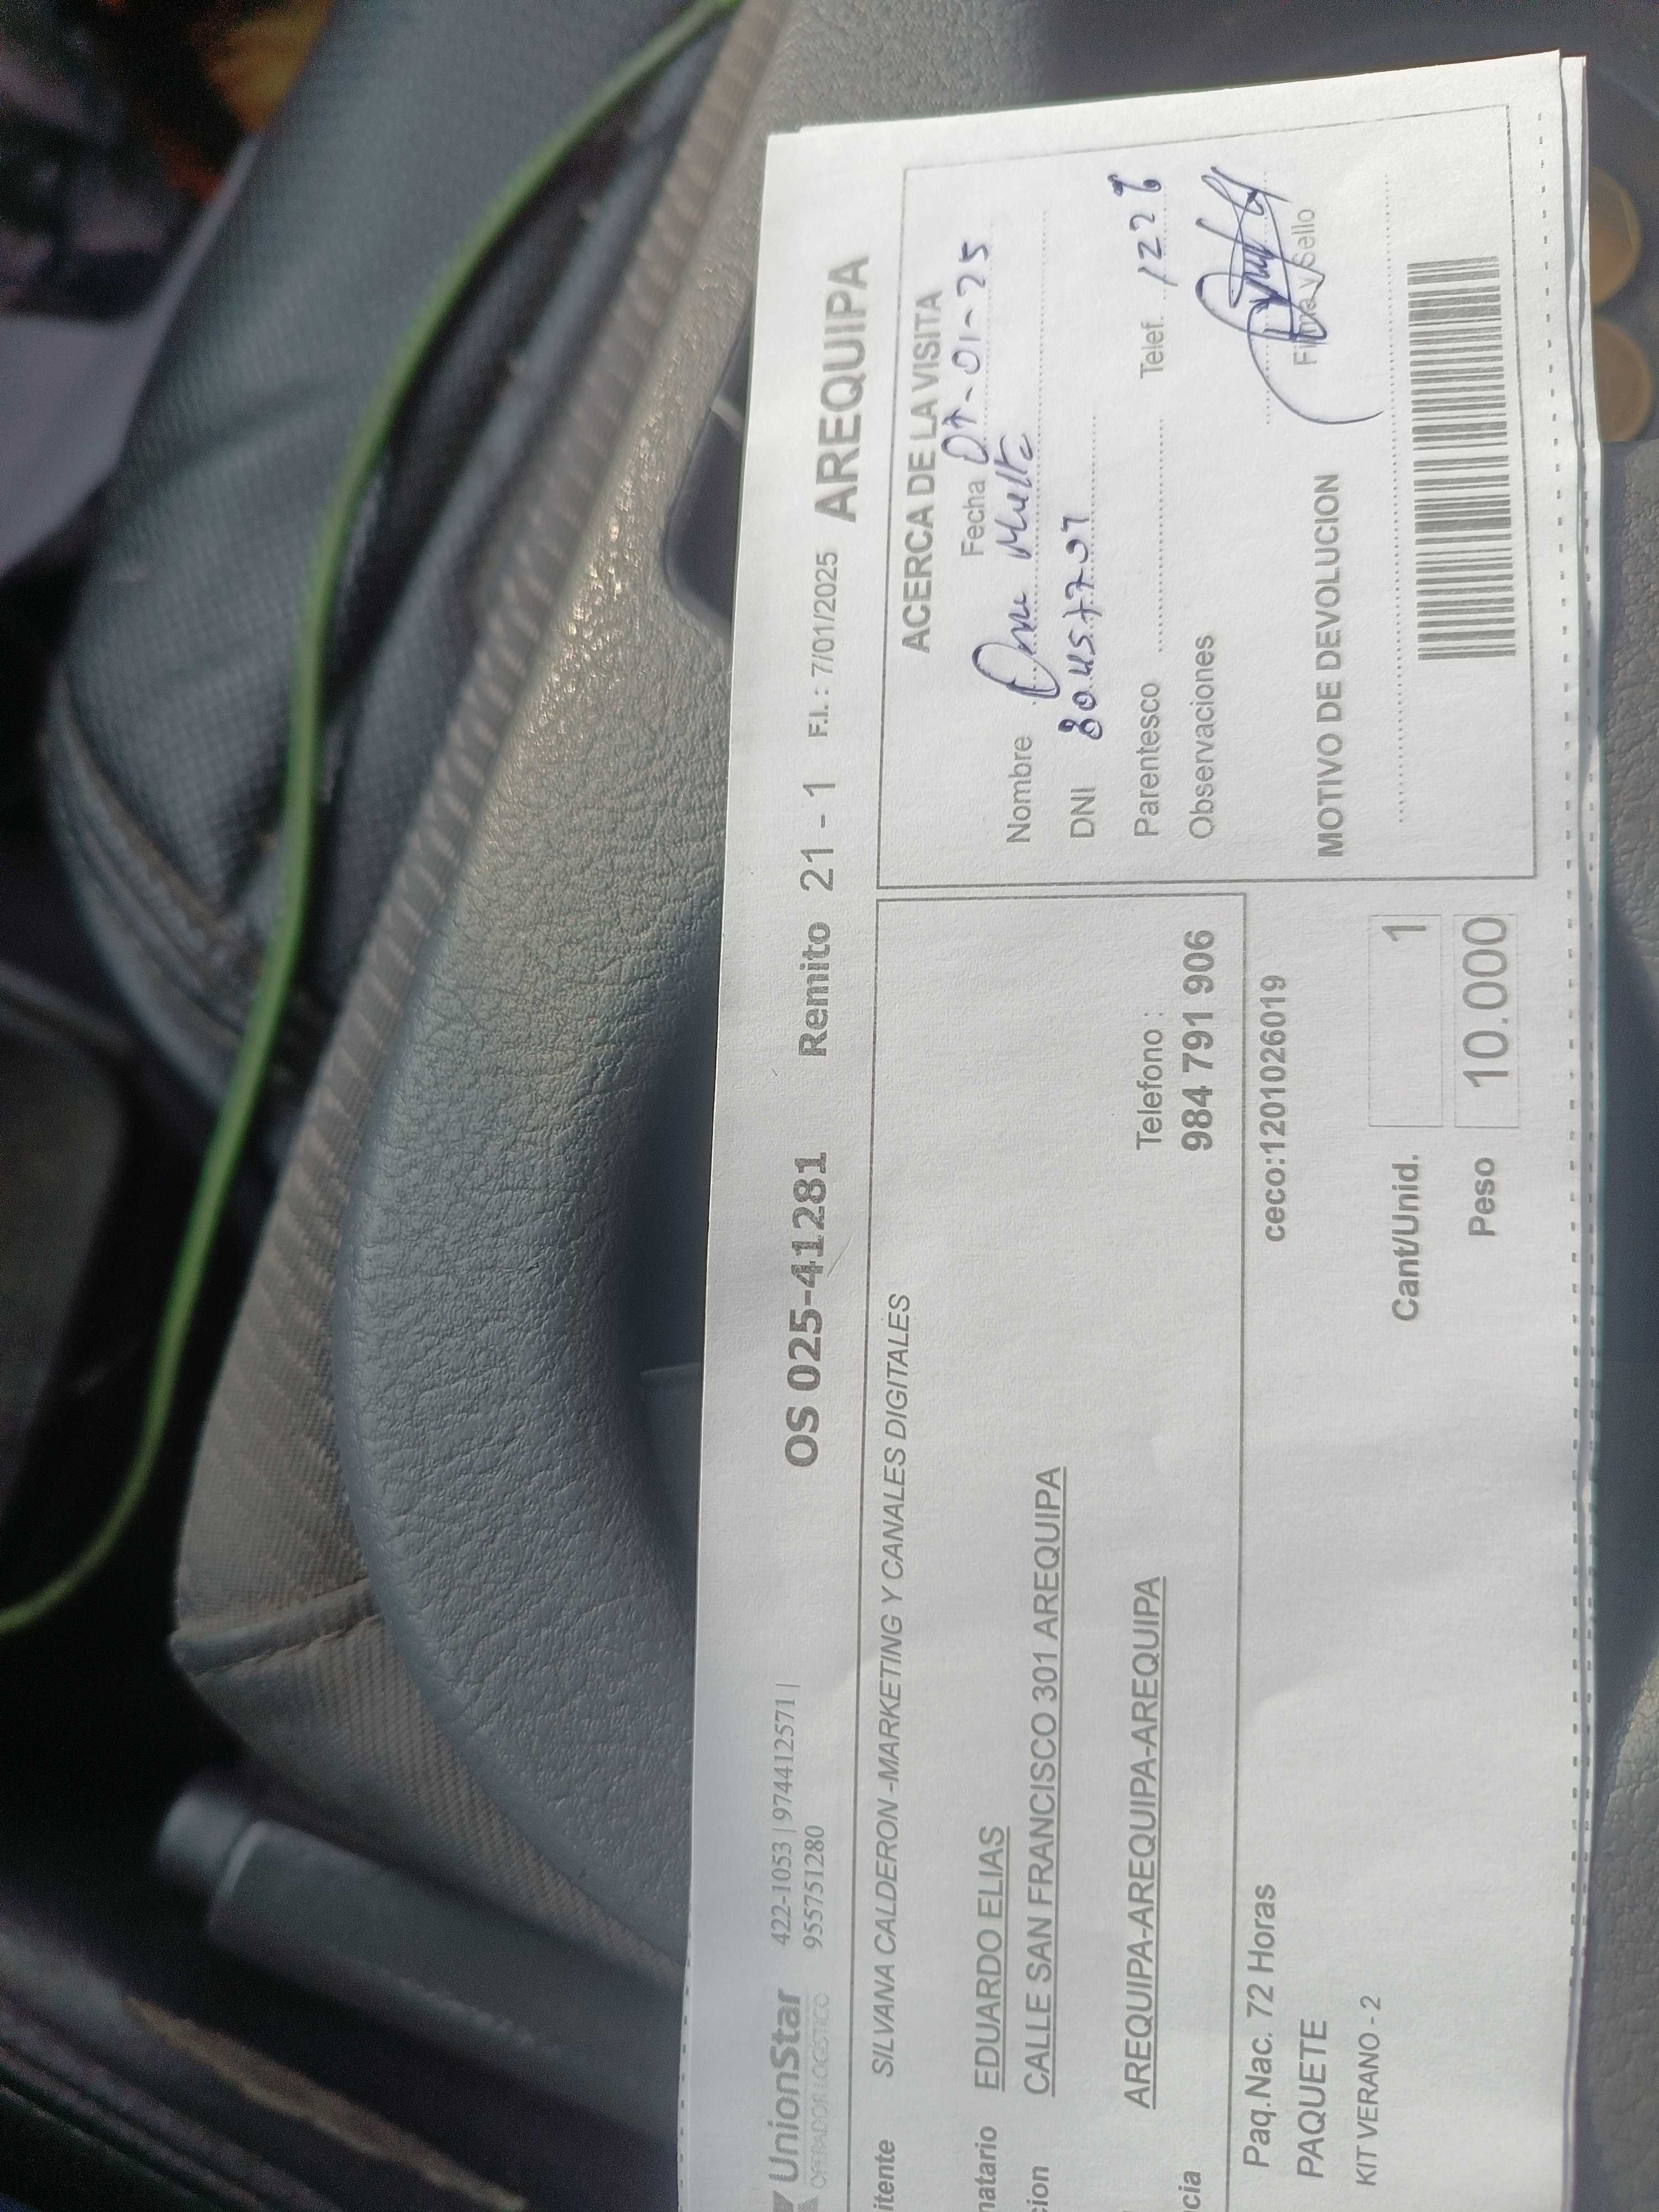 UnionStar
OPERADOR LOGÍSTICO
422-1053 | 974412571 |
955751280
OS 025-41281 Remito 21 - 1 F.I.: 7/01/2025 AREQUIPA
itente SILVANA CALDERON -MARKETING Y CANALES DIGITALES
natario EDUARDO ELIAS
cion CALLE SAN FRANCISCO 301 AREQUIPA
AREQUIPA-AREQUIPA-AREQUIPA
Telefono :
984 791 906
cia
Paq.Nac. 72 Horas
ceco:1201026019
PAQUETE
KIT VERANO - 2
Cant/Unid. 1
Peso 10.000
ACERCA DE LA VISITA
Fecha 07-01-25
Nombre
DNI
Parentesco Telef.
Observaciones
Firma y Sello
MOTIVO DE DEVOLUCION